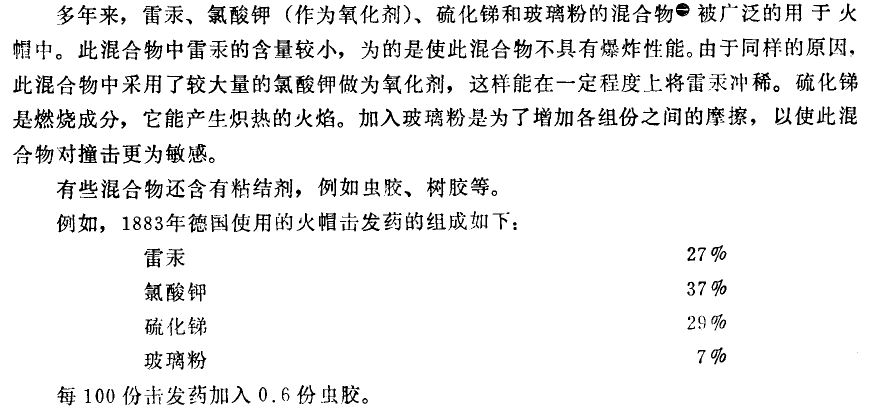 多年来，雷汞、氯酸钾（作为氧化剂）、硫化锑和玻璃粉的混合物㊀被广泛的用于火
帽中。此混合物中雷汞的含量较小，为的是使此混合物不具有爆炸性能。由于同样的原因，
此混合物中采用了较大量的氯酸钾做为氧化剂，这样能在一定程度上将雷汞冲稀。硫化锑
是燃烧成分，它能产生炽热的火焰。加入玻璃粉是为了增加各组份之间的摩擦，以使此混
合物对撞击更为敏感。
有些混合物还含有粘结剂，例如虫胶、树胶等。
例如，1883年德国使用的火帽击发药的组成如下：
雷汞 27%
氯酸钾 37%
硫化锑 29%
玻璃粉 7%
每100份击发药加入0.6份虫胶。